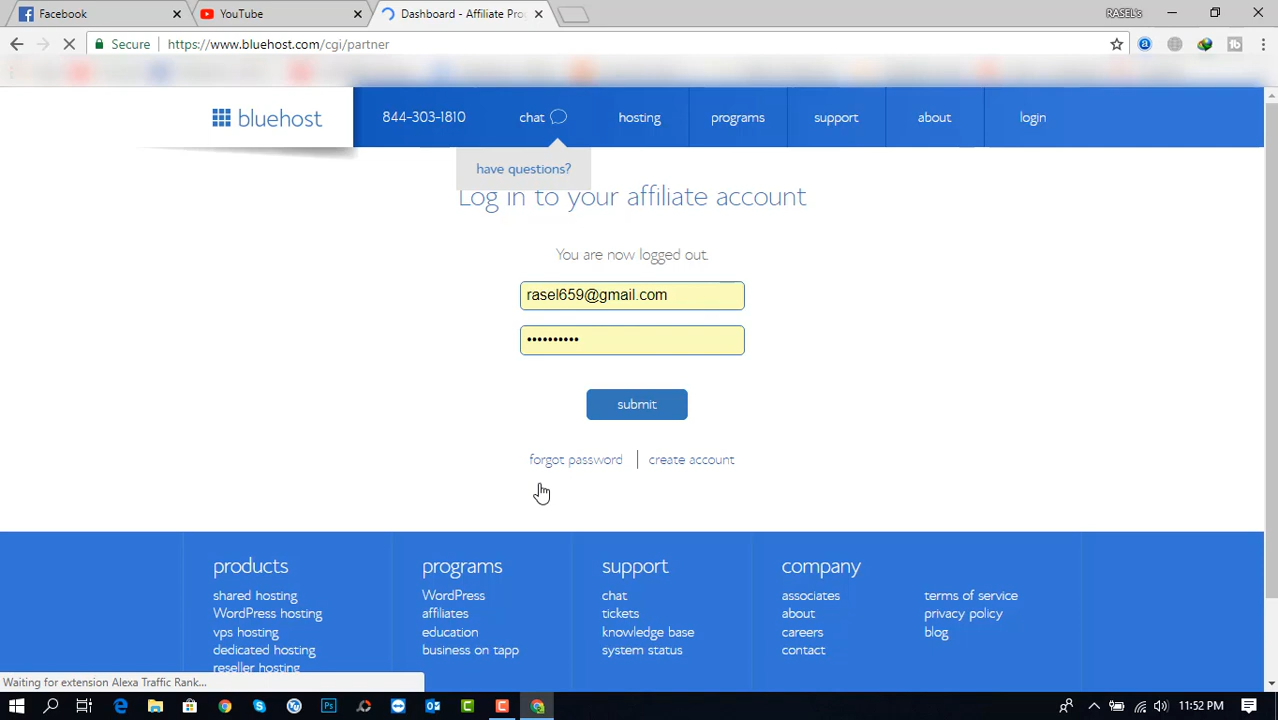 Facebook
YouTube
Dashboard - Affiliate Pro
RASEL's
Secure
https://www.bluehost.com/cgi/partner
bluehost
844-303-1810
chat
hosting
programs
support
about
login
have questions?
Log in to your affiliate account
You are now logged out.
rasel659@gmail.com
••••••••••
submit
forgot password
create account
products
shared hosting
WordPress hosting
vps hosting
dedicated hosting
reseller hosting
programs
WordPress
affiliates
education
business on tapp
support
chat
tickets
knowledge base
system status
company
associates
about
careers
contact
terms of service
privacy policy
blog
Waiting for extension Alexa Traffic Rank...
11:52 PM